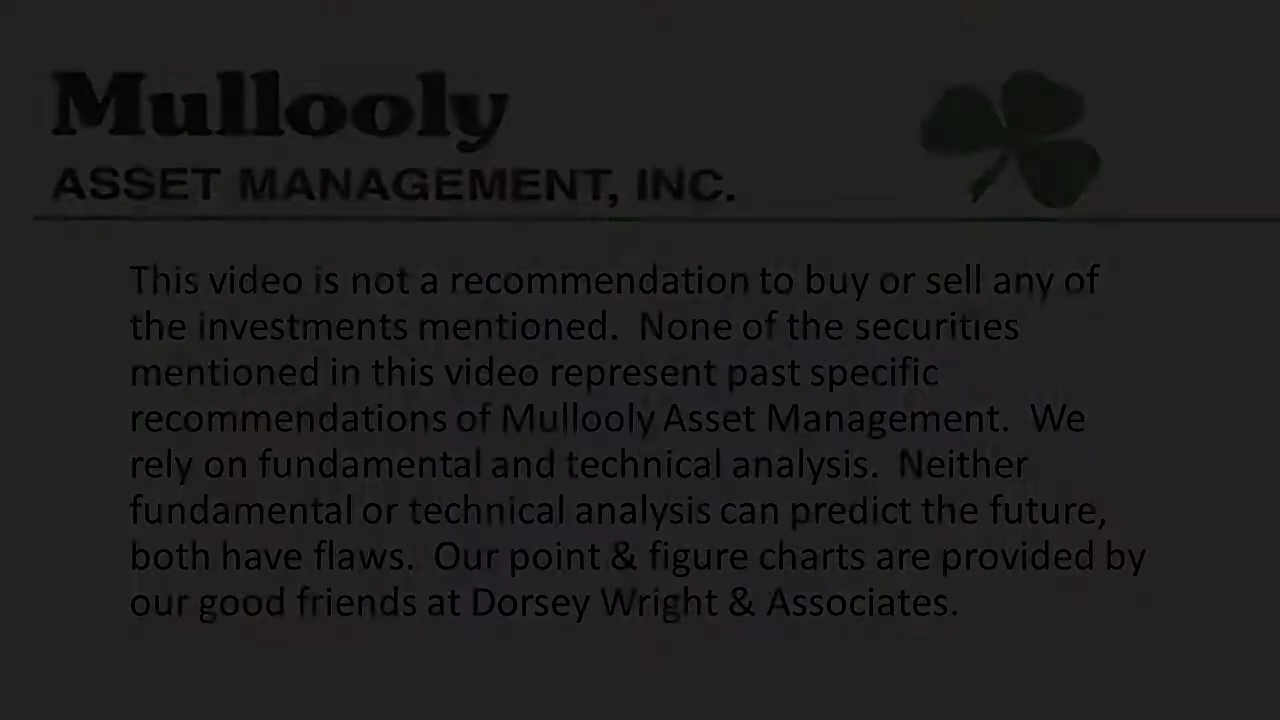 Mullooly
ASSET MANAGEMENT, INC.
This video is not a recommendation to buy or sell any of
the investments mentioned.  None of the securities
mentioned in this video represent past specific
recommendations of Mullooly Asset Management.  We
rely on fundamental and technical analysis.  Neither
fundamental or technical analysis can predict the future,
both have flaws.  Our point & figure charts are provided by
our good friends at Dorsey Wright & Associates.